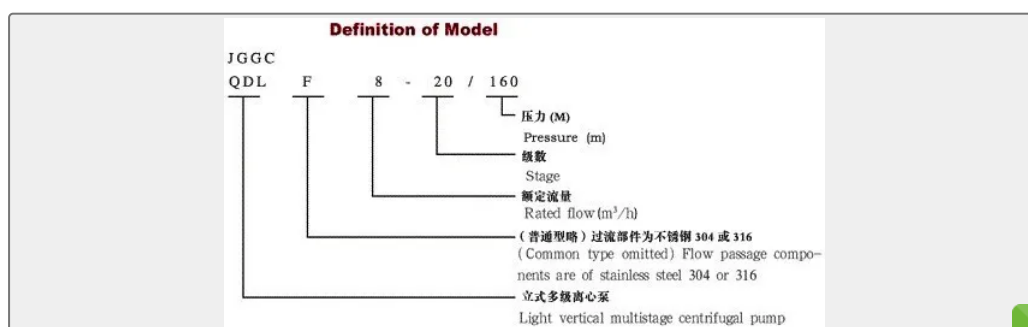 Definition of Model
JGGC
QDL F 8 - 20 / 160
压力 (M)
Pressure (m)
级数
Stage
额定流量
Rated flow (m³/h)
(普通型略) 过流部件为不锈钢 304 或 316
(Common type omitted) Flow passage compo-
nents are of stainless steel 304 or 316
立式多级离心泵
Light vertical multistage centrifugal pump